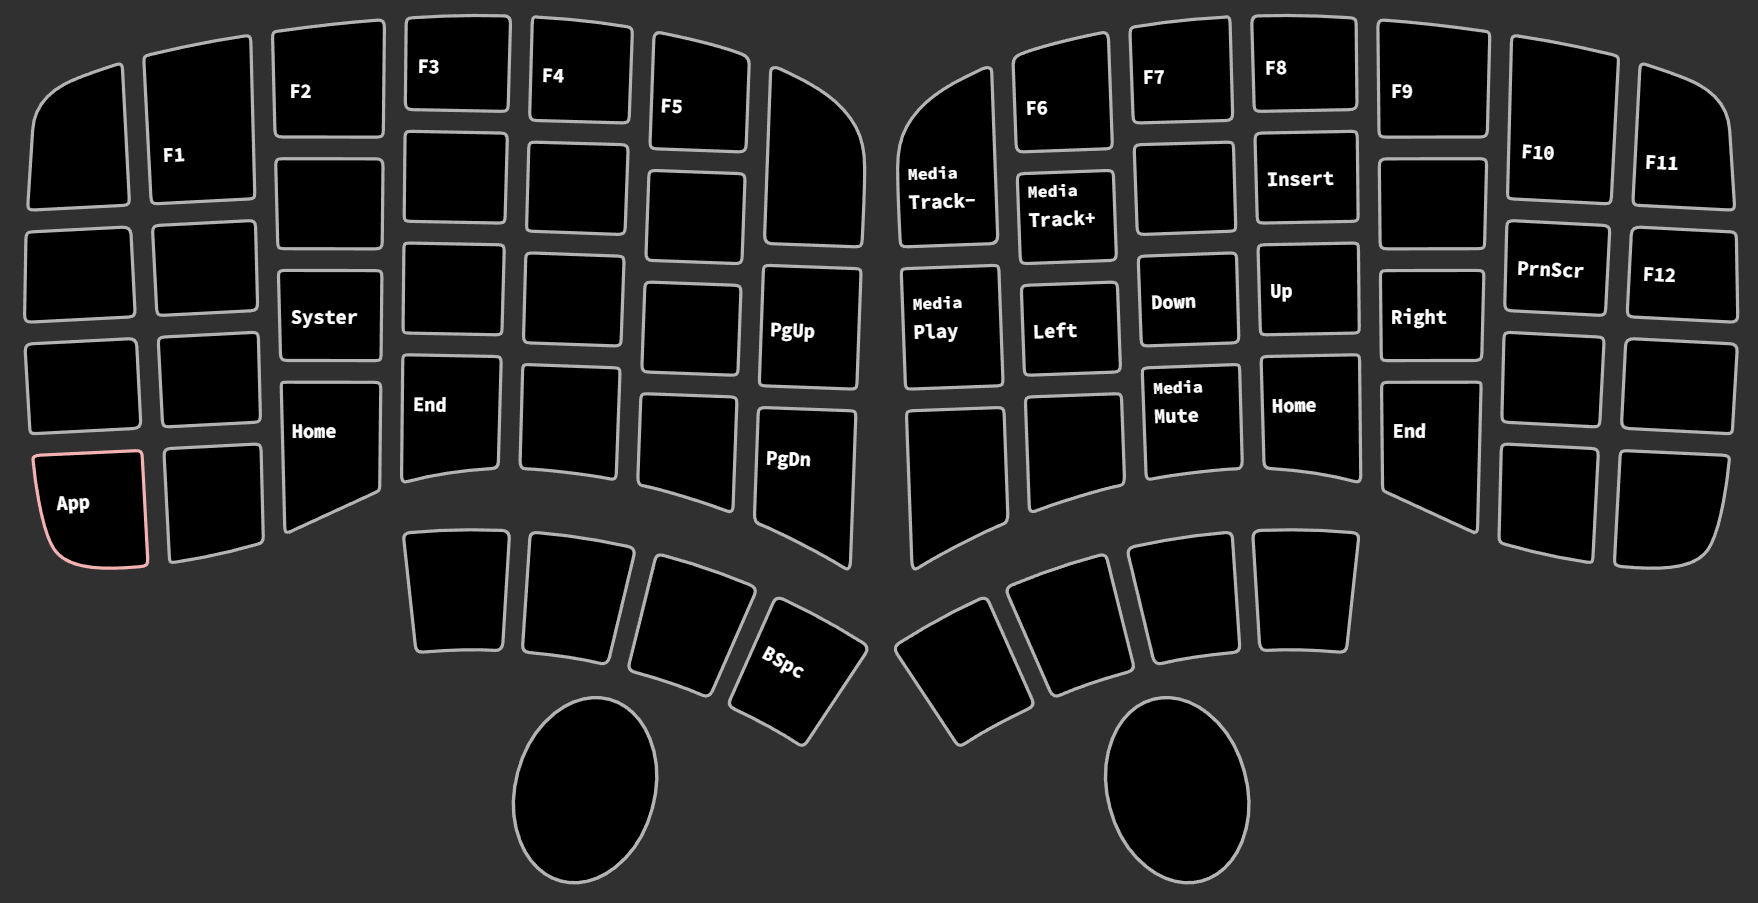 F1
F2
F3
F4
F5
Media
Track-
F6
F7
F8
F9
F10
F11
Media
Track+
Insert
Syster
PgUp
Media
Play
Left
Down
Up
Right
PrnScr
F12
App
Home
End
PgDn
Media
Mute
Home
End
BSpc